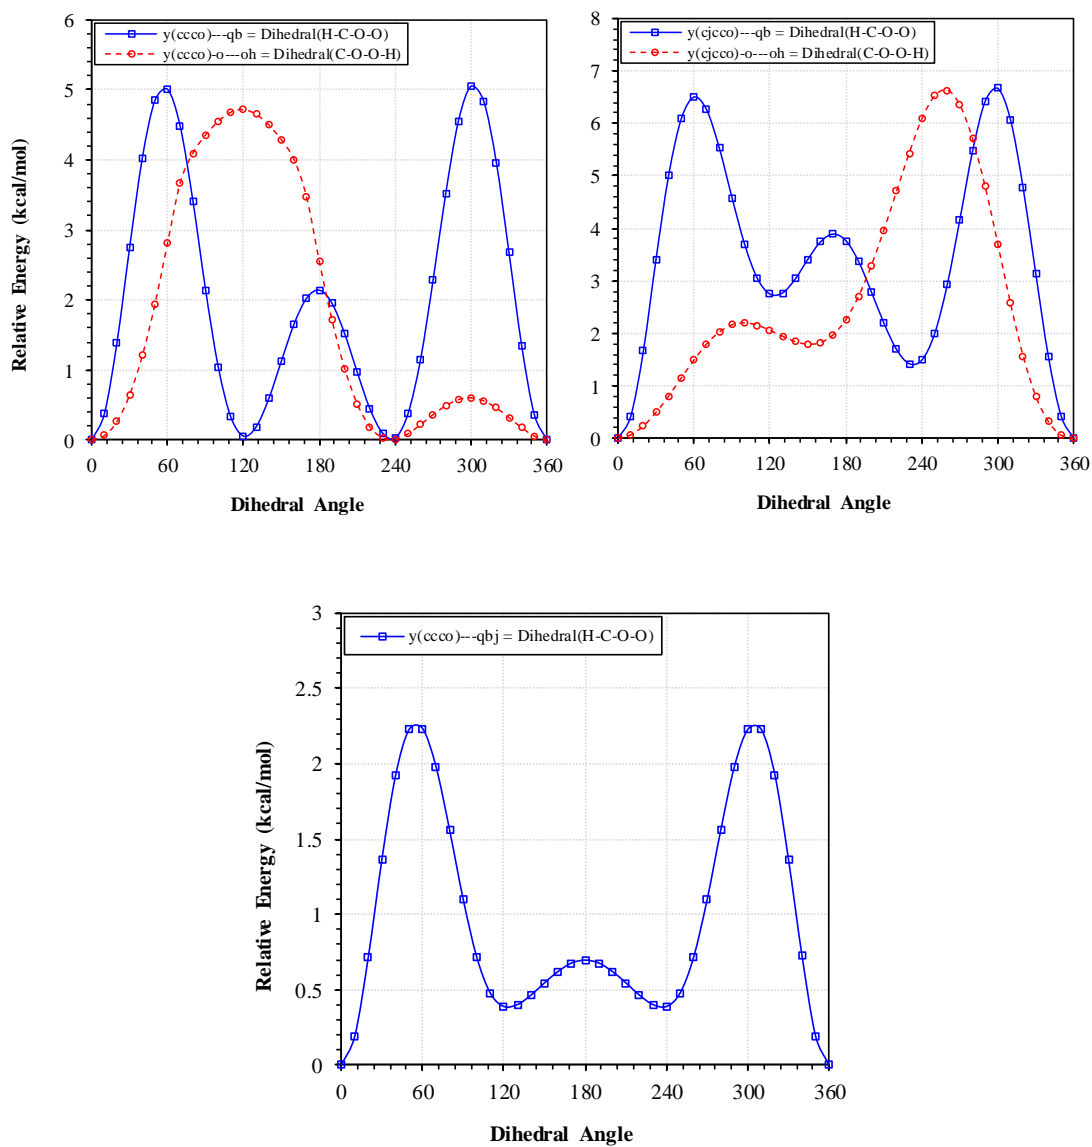 6
5
4
3
2
1
0
Relative Energy (kcal/mol)
y(ccco)---qb = Dihedral(H-C-O-O)
y(ccco)-o---oh = Dihedral(C-O-O-H)
0 60 120 180 240 300 360
Dihedral Angle
8
7
6
5
4
3
2
1
0
y(cjcco)---qb = Dihedral(H-C-O-O)
y(cjcco)-o---oh = Dihedral(C-O-O-H)
0 60 120 180 240 300 360
Dihedral Angle
3
2.5
2
1.5
1
0.5
0
Relative Energy (kcal/mol)
y(ccco)---qbj = Dihedral(H-C-O-O)
0 60 120 180 240 300 360
Dihedral Angle